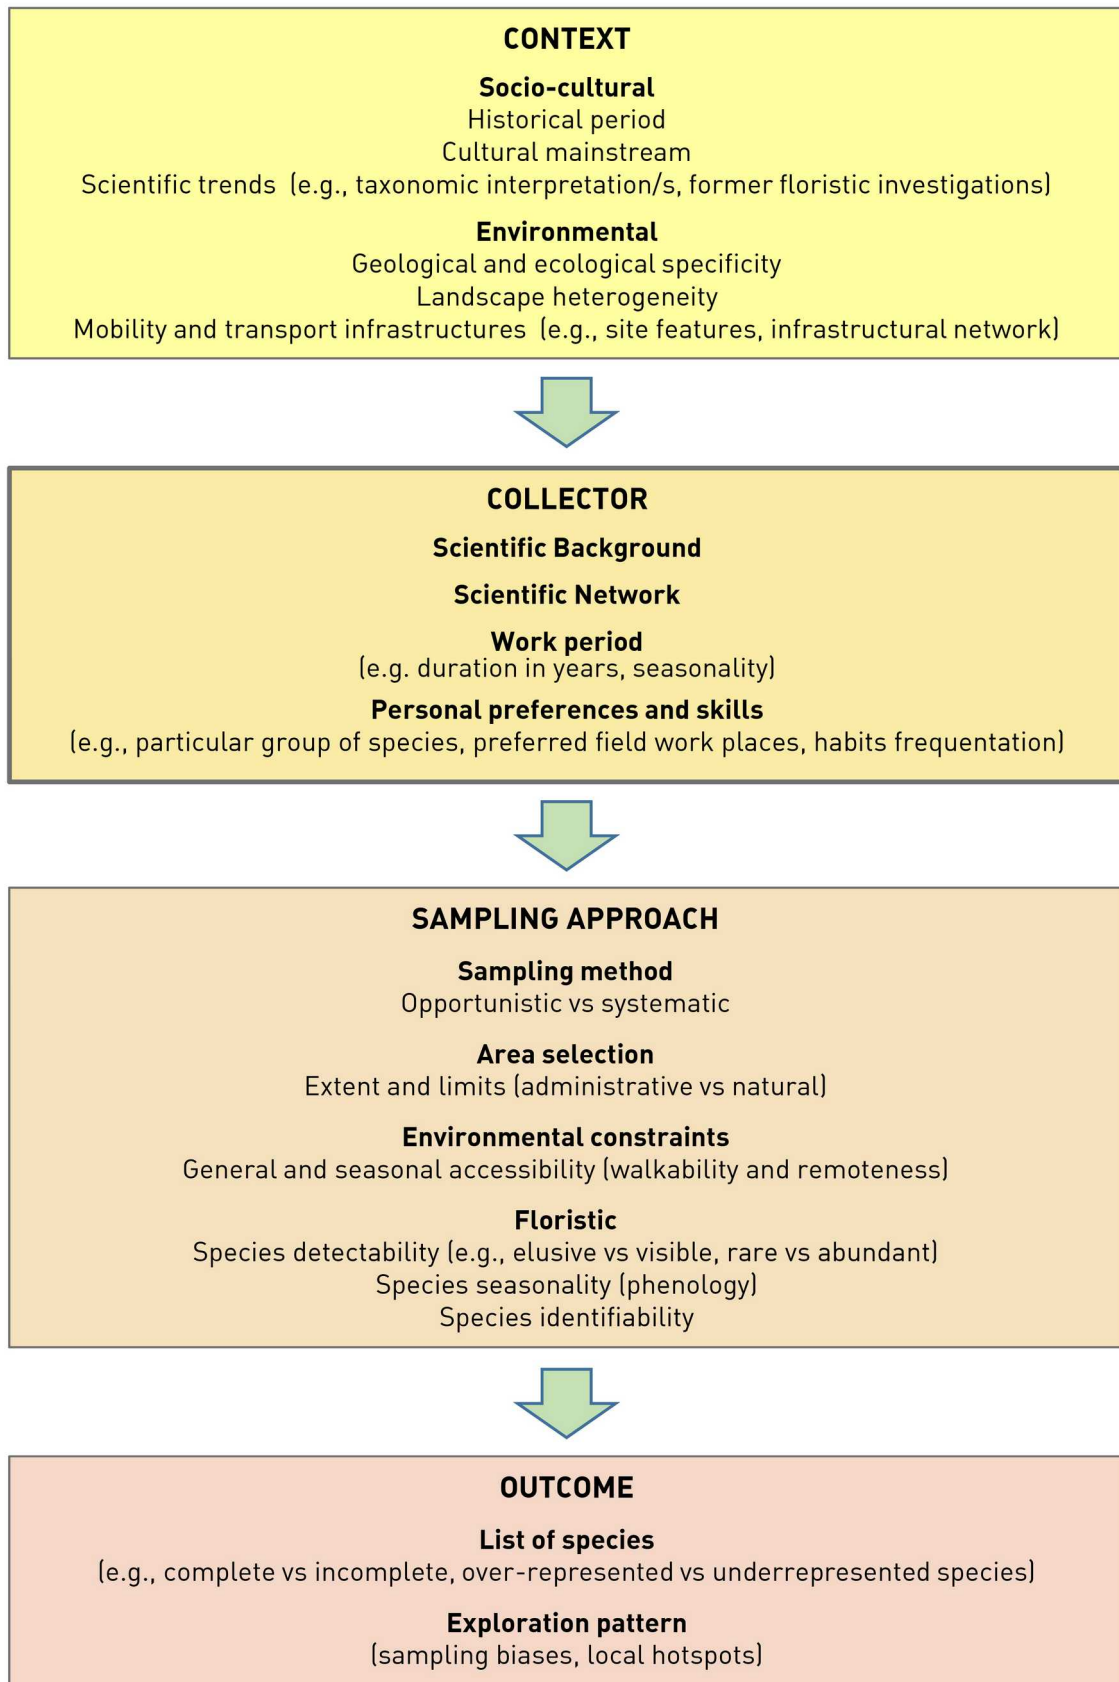 CONTEXT
Socio-cultural
Historical period
Cultural mainstream
Scientific trends (e.g., taxonomic interpretation/s, former floristic investigations)
Environmental
Geological and ecological specificity
Landscape heterogeneity
Mobility and transport infrastructures (e.g., site features, infrastructural network)
COLLECTOR
Scientific Background
Scientific Network
Work period
(e.g. duration in years, seasonality)
Personal preferences and skills
(e.g., particular group of species, preferred field work places, habits frequentation)
SAMPLING APPROACH
Sampling method
Opportunistic vs systematic
Area selection
Extent and limits (administrative vs natural)
Environmental constraints
General and seasonal accessibility (walkability and remoteness)
Floristic
Species detectability (e.g., elusive vs visible, rare vs abundant)
Species seasonality (phenology)
Species identifiability
OUTCOME
List of species
(e.g., complete vs incomplete, over-represented vs underrepresented species)
Exploration pattern
(sampling biases, local hotspots)